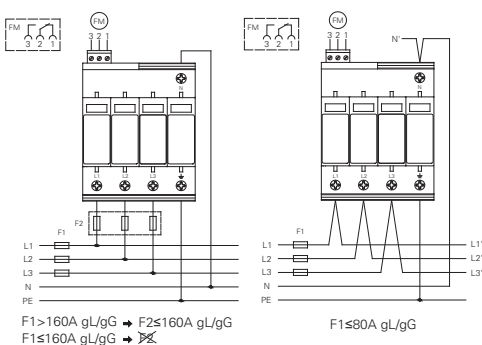 FM
3 2 1
FM
3 2 1
N
L1 L2 L3
F2
F1
L1
L2
L3
N
PE
F1>160A gL/gG ➔ F2≤160A gL/gG
F1≤160A gL/gG ➔ F2
FM
3 2 1
FM
3 2 1
N'
N
L1 L2 L3
F1
L1 L1'
L2 L2'
L3 L3'
N
PE
F1≤80A gL/gG